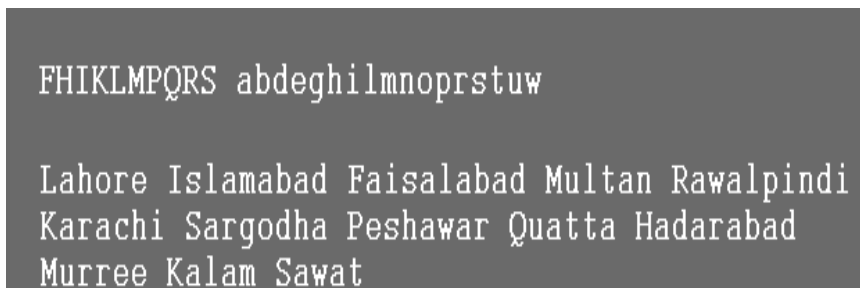 FHIKLMPQRS abdeghilmnoprstuw
Lahore Islamabad Faisalabad Multan Rawalpindi
Karachi Sargodha Peshawar Quatta Hadarabad
Murree Kalam Sawat